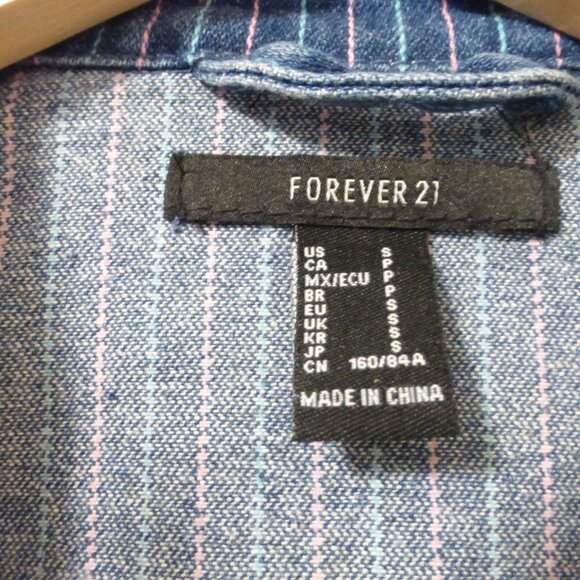 FOREVER 21
US S
CA P
MX/ECU P
BR P
EU S
UK S
KR S
JP S
CN 160/84A
MADE IN CHINA